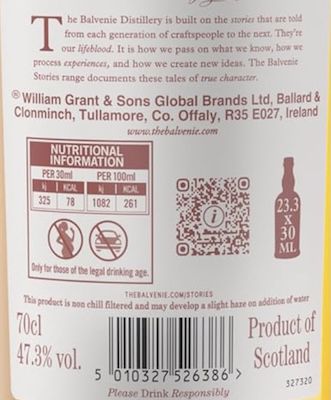 The Balvenie Distillery is built on the stories that are told
from each generation of craftspeople to the next. They're
our lifeblood. It is how we pass on what we know, how we
process experiences, and how we create new ideas. The Balvenie
Stories range documents these tales of true character.
® William Grant & Sons Global Brands Ltd, Ballard &
Clonminch, Tullamore, Co. Offaly, R35 E027, Ireland
www.thebalvenie.com
NUTRITIONAL
INFORMATION
PER 30ml PER 100ml
kj KCAL kj KCAL
325 78 1082 261
Only for those of the legal drinking age.
i
23.3
X
30
ML
THEBALVENIE.COM/STORIES
This product is non chill filtered and may develop a slight haze on addition of water
70cl
47.3% vol.
5 010327 526386 >
Product of
Scotland
327320
Please Drink Responsibly